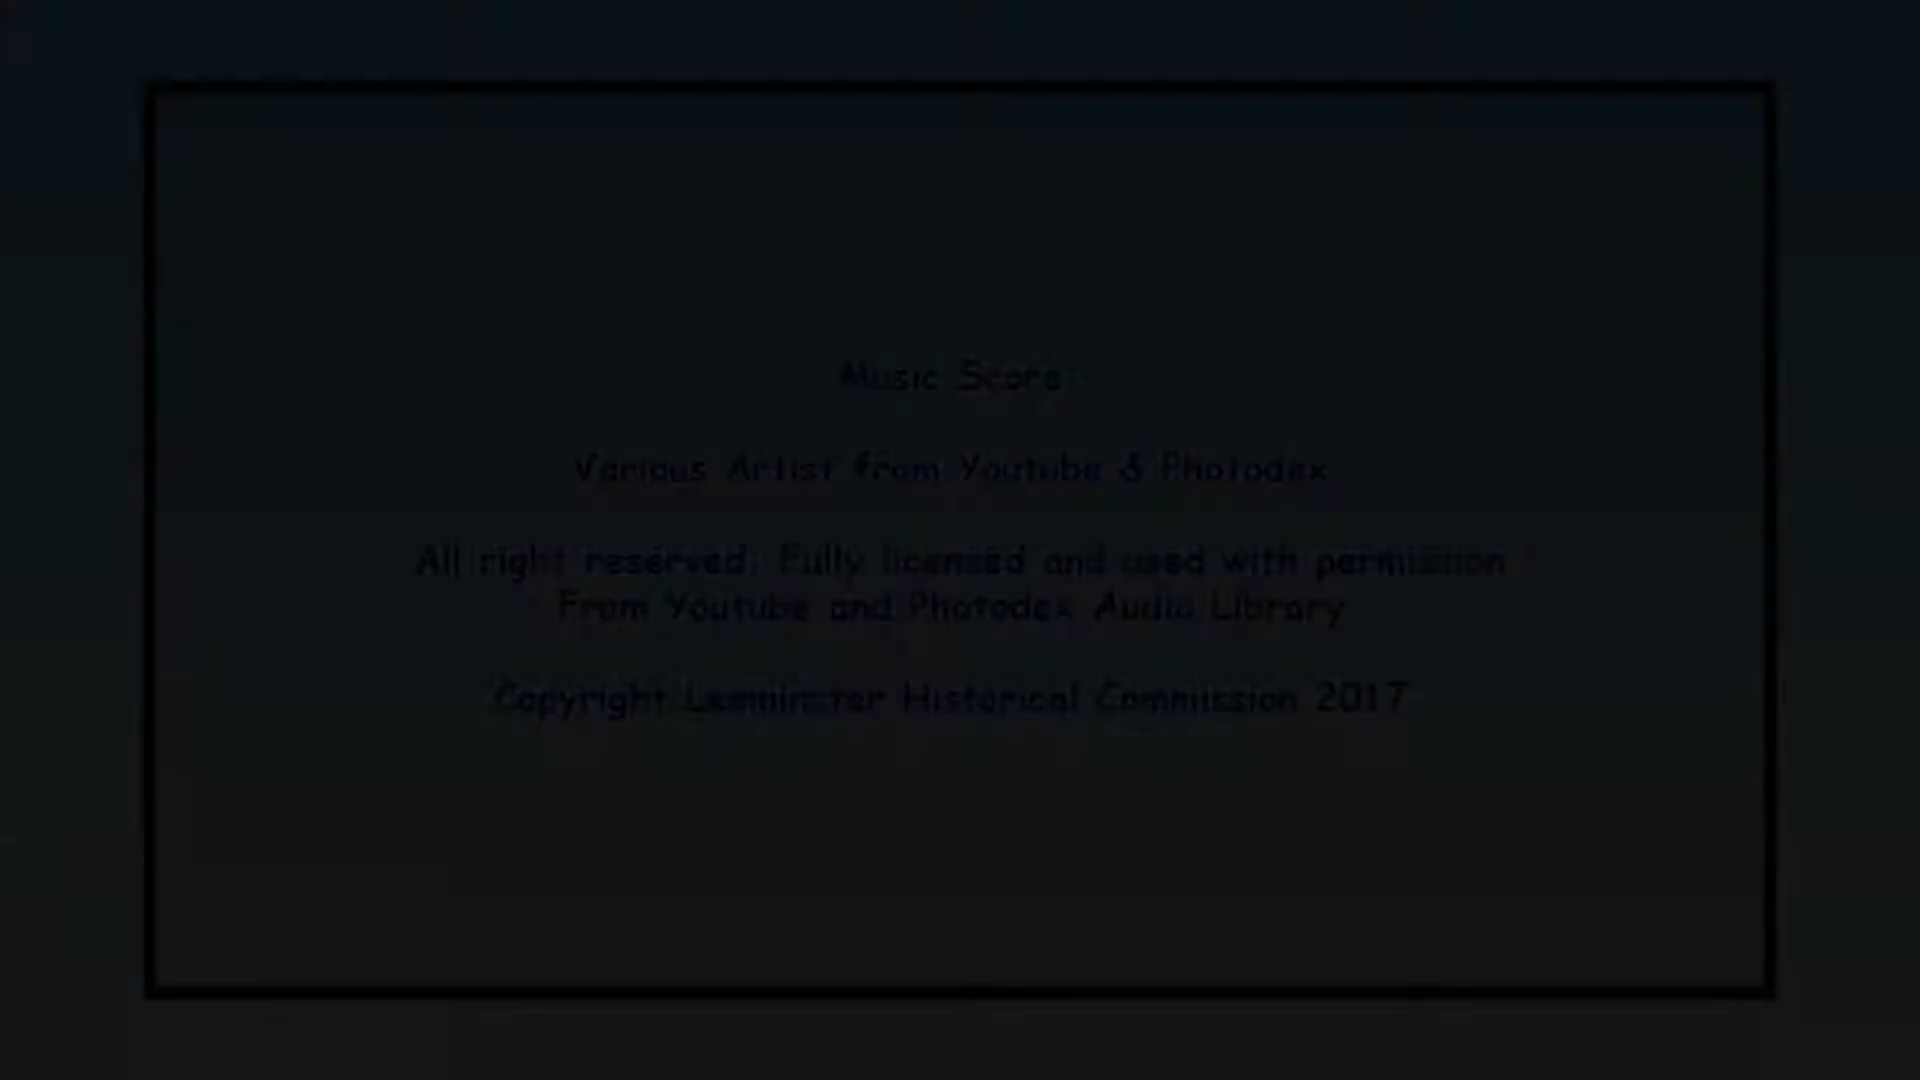 Music Score:
Various Artist from Youtube & Photodex
All right reserved. Fully licensed and used with permission
From Youtube and Photodex Audio Library
Copyright Leominster Historical Commission 2017